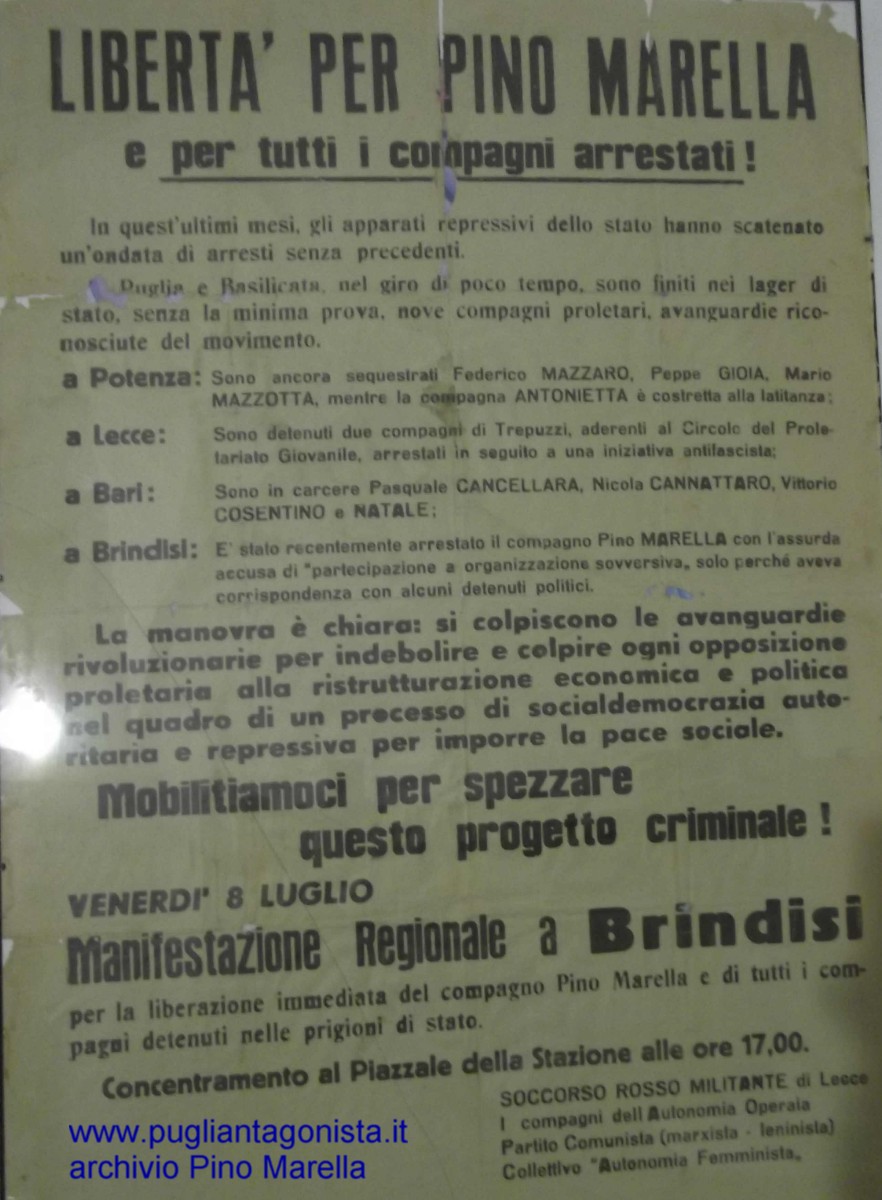 LIBERTA' PER PINO MARELLA
e per tutti i compagni arrestati !
In quest'ultimi mesi, gli apparati repressivi dello stato hanno scatenato
un'ondata di arresti senza precedenti.
Puglia e Basilicata, nel giro di poco tempo, sono finiti nei lager di
stato, senza la minima prova, nove compagni proletari, avanguardie rico-
nosciute del movimento.
a Potenza: Sono ancora sequestrati Federico MAZZARO, Peppe GIOIA, Mario
MAZZOTTA, mentre la compagna ANTONIETTA è costretta alla latitanza;
a Lecce: Sono detenuti due compagni di Trepuzzi, aderenti al Circolo del Prole-
tariato Giovanile, arrestati in seguito a una iniziativa antifascista;
a Bari: Sono in carcere Pasquale CANCELLARA, Nicola CANNATTARO, Vittorio
COSENTINO e NATALE;
a Brindisi: E' stato recentemente arrestato il compagno Pino MARELLA con l'assurda
accusa di "partecipazione a organizzazione sovversiva„ solo perché aveva
corrispondenza con alcuni detenuti politici.
La manovra è chiara: si colpiscono le avanguardie
rivoluzionarie per indebolire e colpire ogni opposizione
proletaria alla ristrutturazione economica e politica
nel quadro di un processo di socialdemocrazia auto-
ritaria e repressiva per imporre la pace sociale.
Mobilitiamoci per spezzare
questo progetto criminale !
VENERDI' 8 LUGLIO
Manifestazione Regionale a Brindisi
per la liberazione immediata del compagno Pino Marella e di tutti i com-
pagni detenuti nelle prigioni di stato.
Concentramento al Piazzale della Stazione alle ore 17,00.
SOCCORSO ROSSO MILITANTE di Lecce
I compagni dell'Autonomia Operaia
Partito Comunista (marxista - leninista)
Collettivo "Autonomia Femminista„
www.pugliantagonista.it
archivio Pino Marella